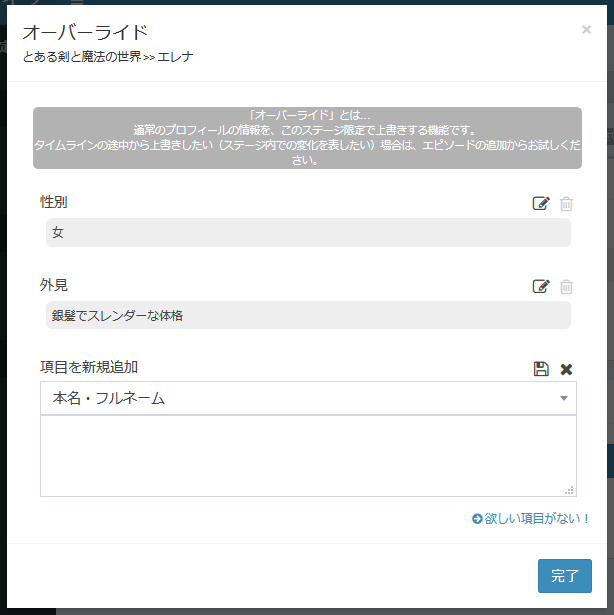 オーバーライド
×
とある剣と魔法の世界 >> エレナ
「オーバーライド」とは...
通常のプロフィールの情報を、このステージ限定で上書きする機能です。
タイムラインの途中から上書きしたい（ステージ内での変化を表したい）場合は、エピソードの追加からお試しくだ
さい。
性別
女
外見
銀髪でスレンダーな体格
項目を新規追加
本名・フルネーム
欲しい項目がない！
完了